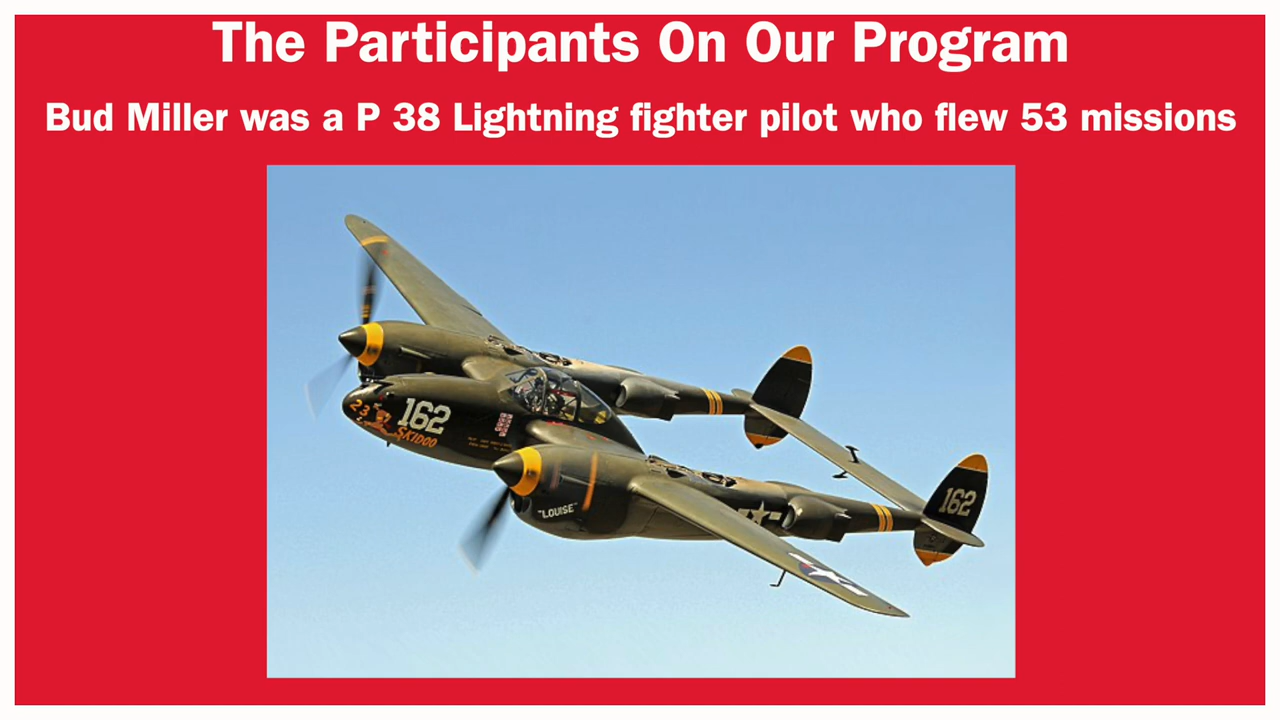 The Participants On Our Program
Bud Miller was a P 38 Lightning fighter pilot who flew 53 missions
23
162
SKIDOO
"LOUISE"
162